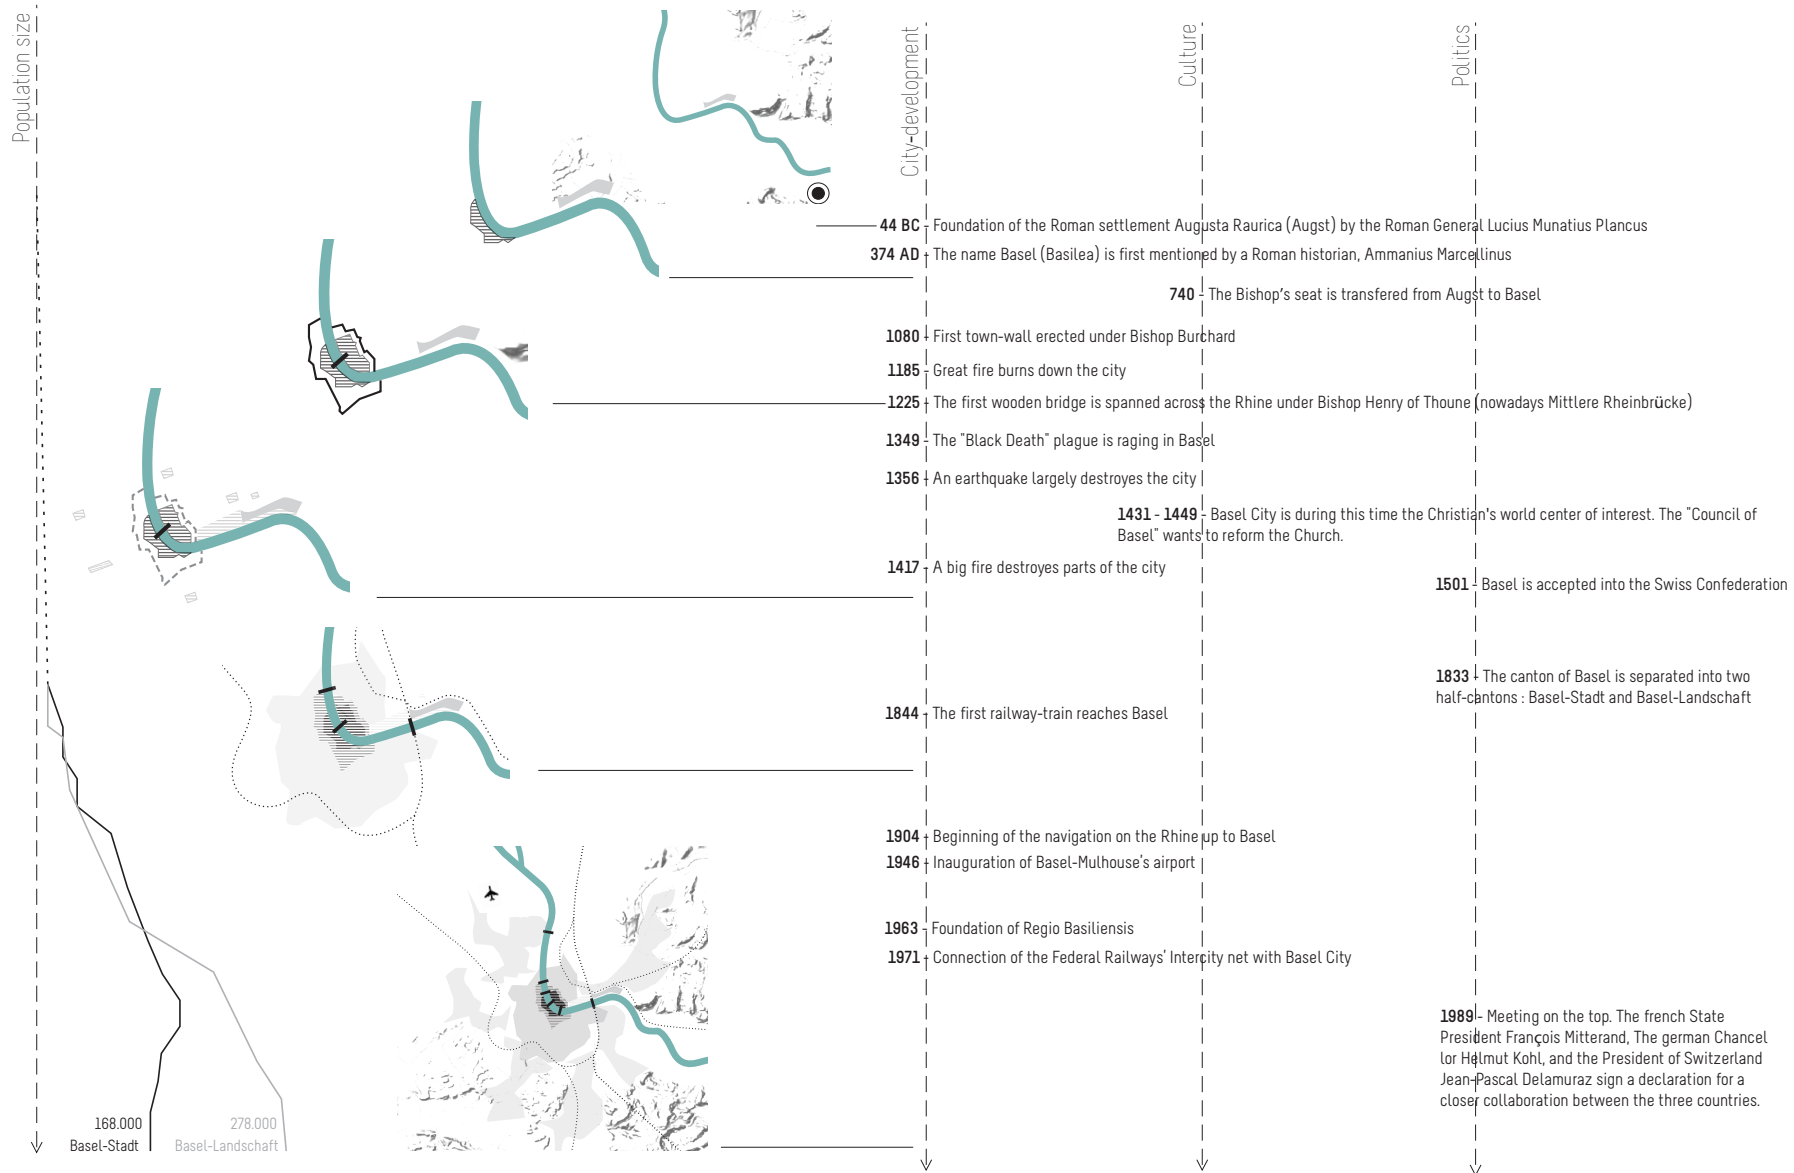 Population size
City-development
Culture
Politics
44 BC - Foundation of the Roman settlement Augusta Raurica (Augst) by the Roman General Lucius Munatius Plancus
374 AD - The name Basel (Basilea) is first mentioned by a Roman historian, Ammanius Marcellinus
740 - The Bishop's seat is transfered from Augst to Basel
1080 - First town-wall erected under Bishop Burchard
1185 - Great fire burns down the city
1225 - The first wooden bridge is spanned across the Rhine under Bishop Henry of Thoune (nowadays Mittlere Rheinbrücke)
1349 - The "Black Death" plague is raging in Basel
1356 - An earthquake largely destroyes the city
1431 - 1449 - Basel City is during this time the Christian's world center of interest. The "Council of
Basel" wants to reform the Church.
1417 - A big fire destroyes parts of the city
1501 - Basel is accepted into the Swiss Confederation
1833 - The canton of Basel is separated into two
half-cantons : Basel-Stadt and Basel-Landschaft
1844 - The first railway-train reaches Basel
1904 - Beginning of the navigation on the Rhine up to Basel
1946 - Inauguration of Basel-Mulhouse's airport
1963 - Foundation of Regio Basiliensis
1971 - Connection of the Federal Railways' Intercity net with Basel City
1989 - Meeting on the top. The french State
President François Mitterand, The german Chancel
lor Helmut Kohl, and the President of Switzerland
Jean-Pascal Delamuraz sign a declaration for a
closer collaboration between the three countries.
168.000
Basel-Stadt
278.000
Basel-Landschaft